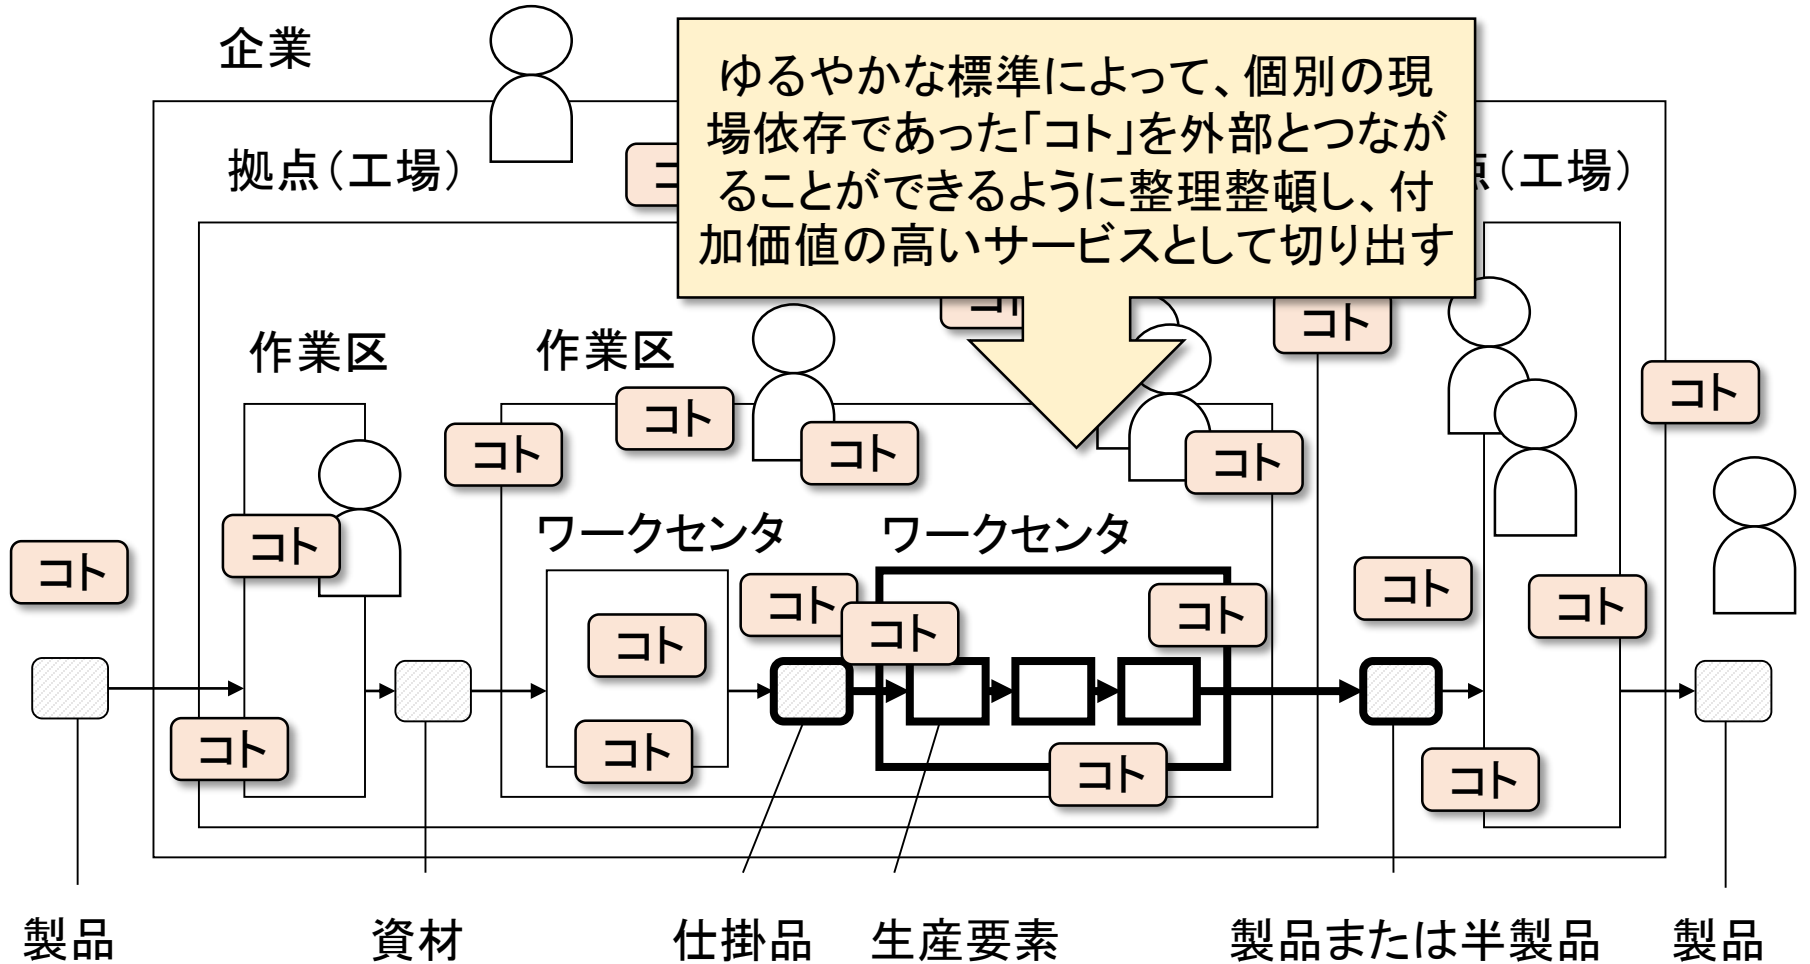 企業
ゆるやかな標準によって、個別の現
場依存であった「コト」を外部とつなが
ることができるように整理整頓し、付
加価値の高いサービスとして切り出す
拠点（工場）
点（工場）
コト
作業区
作業区
コト
コト
コト
コト
コト
コト
ワークセンタ
ワークセンタ
コト
コト
コト
コト
コト
コト
コト
コト
コト
コト
コト
コト
製品
資材
仕掛品
生産要素
製品または半製品
製品